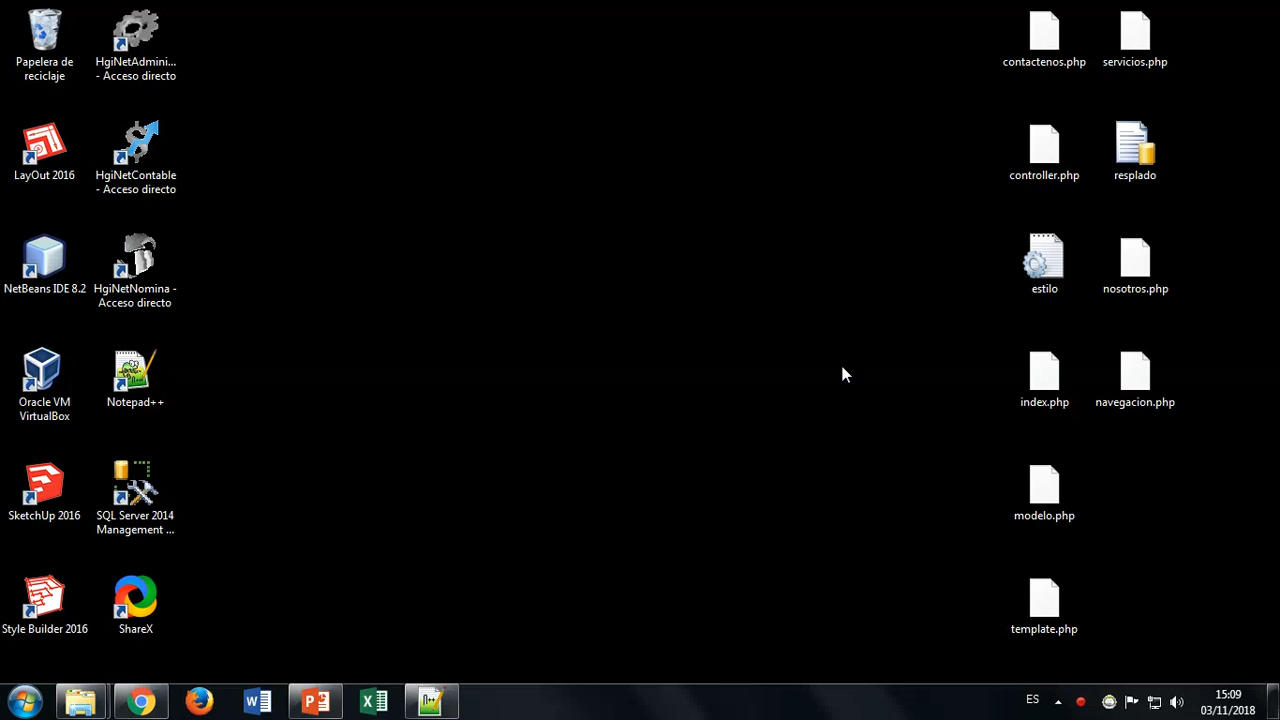 Papelera de
reciclaje
HgiNetAdmini...
- Acceso directo
contactenos.php
servicios.php
LayOut 2016
HgiNetContable
- Acceso directo
controller.php
resplado
NetBeans IDE 8.2
HgiNetNomina -
Acceso directo
estilo
nosotros.php
Oracle VM
VirtualBox
Notepad++
index.php
navegacion.php
SketchUp 2016
SQL Server 2014
Management ...
modelo.php
Style Builder 2016
ShareX
template.php
ES
15:09
03/11/2018